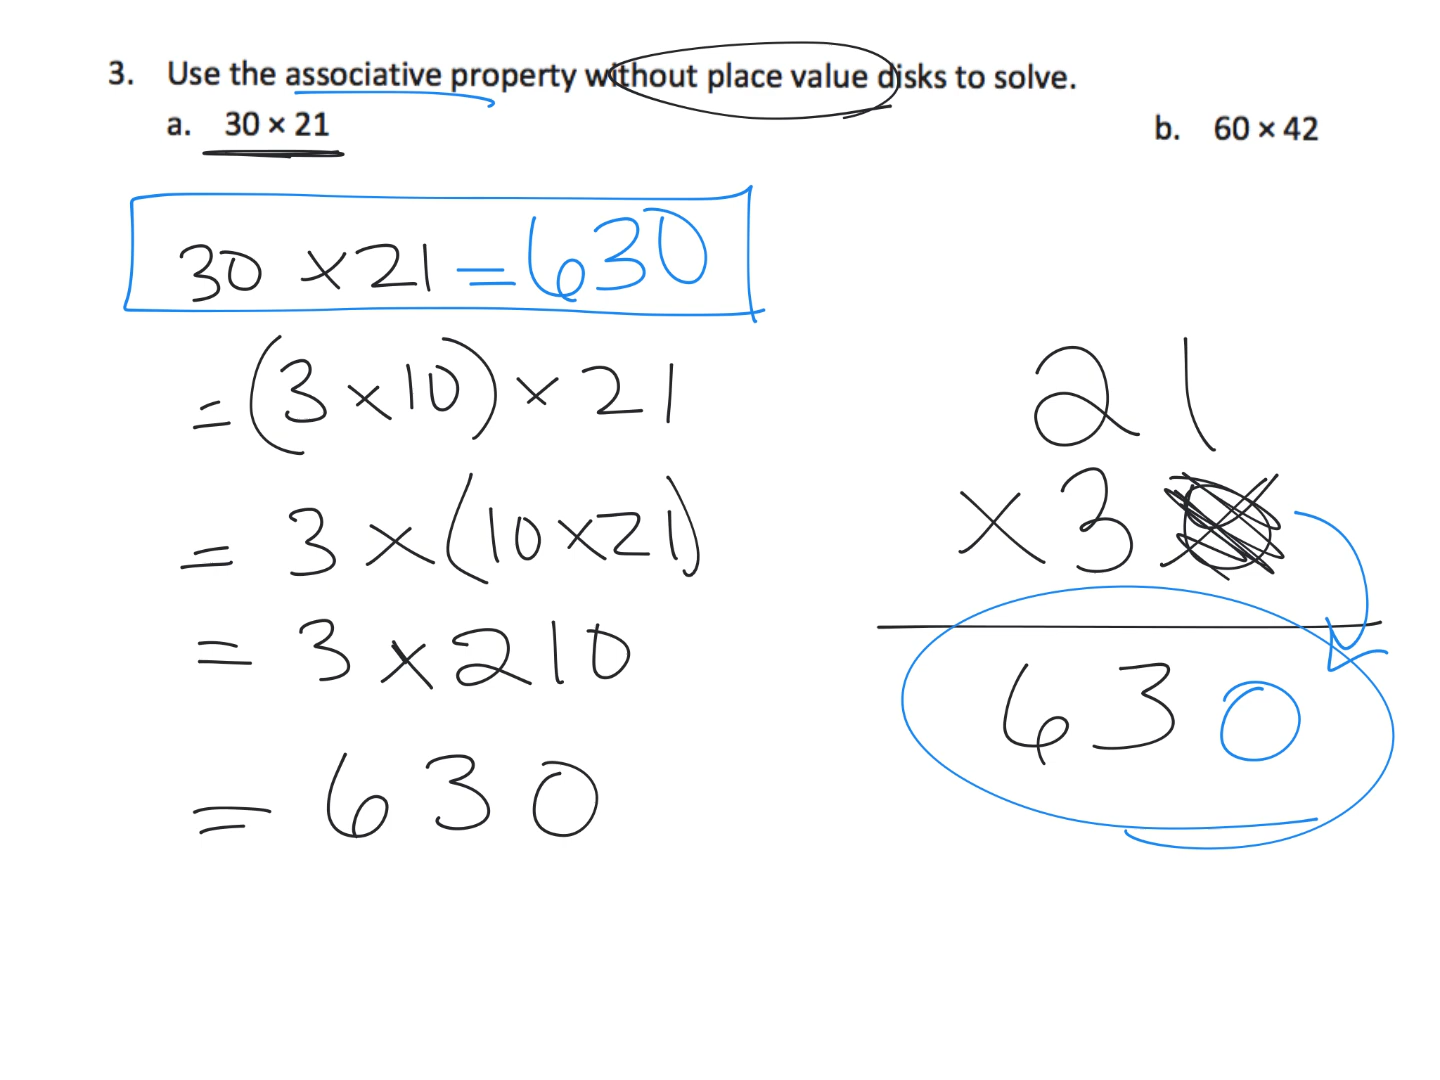 3. Use the associative property without place value disks to solve.
a. 30 × 21
b. 60 × 42
30 × 21 = 630
= (3 × 10) × 21
= 3 × (10 × 21)
= 3 × 210
= 630
21
× 3
630